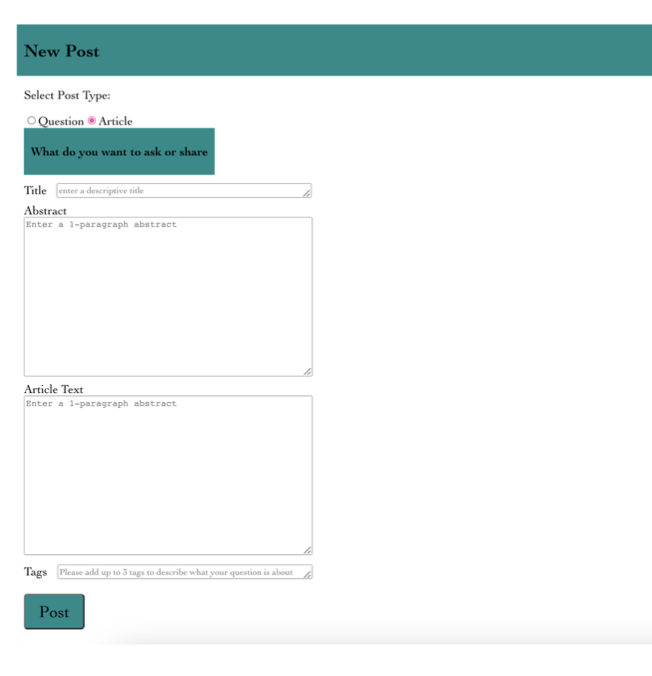 New Post
Select Post Type:
Question Article
What do you want to ask or share
Title enter a descriptive title
Abstract
Enter a 1-paragraph abstract
Article Text
Enter a 1-paragraph abstract
Tags Please add up to 3 tags to describe what your question is about
Post